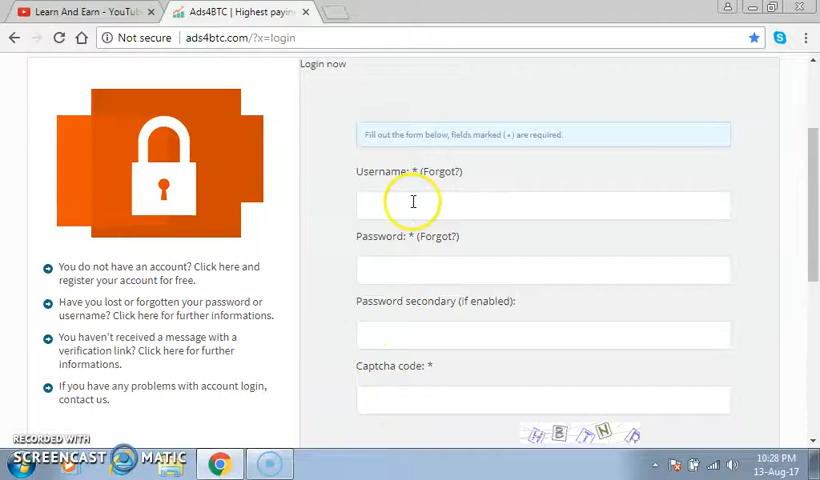 Learn And Earn - YouTub
Ads4BTC | Highest payin
Not secure
ads4btc.com/?x=login
Login now
Fill out the form below, fields marked (*) are required.
Username: * (Forgot?)
Password: * (Forgot?)
Password secondary (if enabled):
Captcha code: *
H B T N
You do not have an account? Click here and
register your account for free.
Have you lost or forgotten your password or
username? Click here for further informations.
You haven't received a message with a
verification link? Click here for further
informations.
If you have any problems with account login,
contact us.
RECORDED WITH
SCREENCAST MATIC
10:28 PM
13-Aug-17